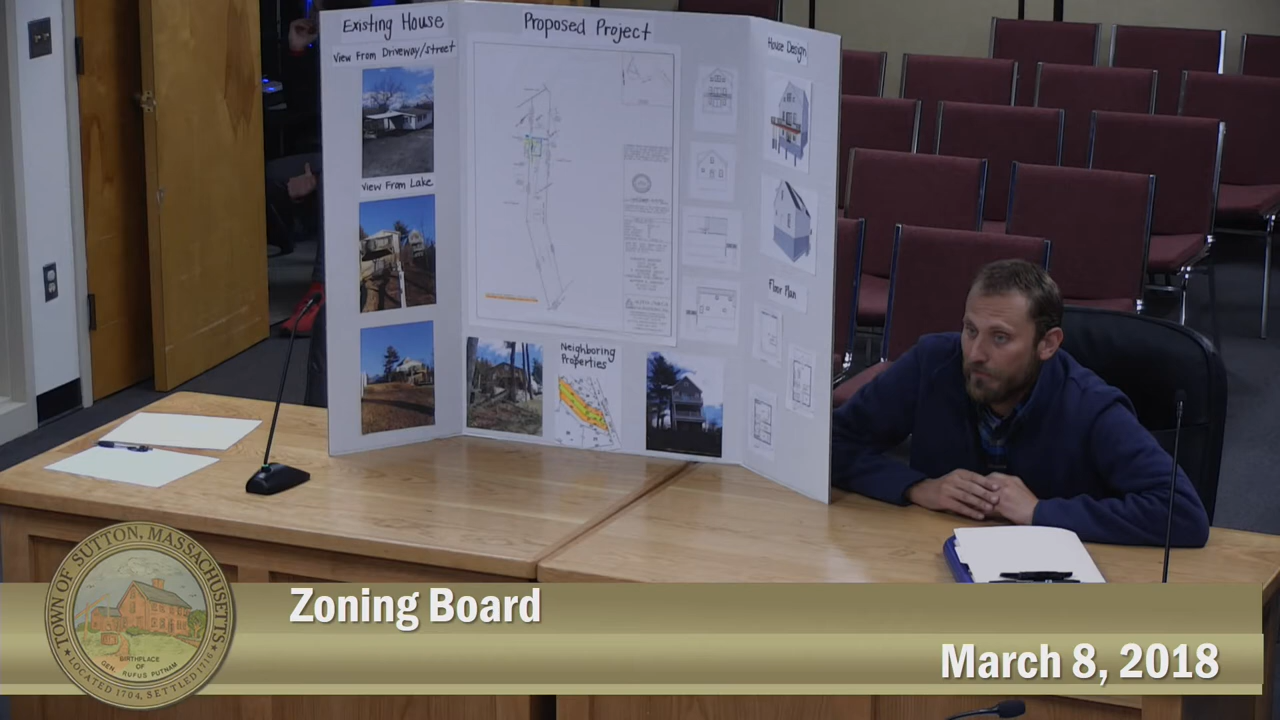 Existing House
View From Driveway/street
View From Lake
Proposed Project
Neighboring
Properties
House Design
Floor Plan
TOWN OF SUTTON, MASSACHUSETTS
BIRTHPLACE
OF
GEN. RUFUS PUTNAM
LOCATED 1704, SETTLED 1716
Zoning Board
March 8, 2018